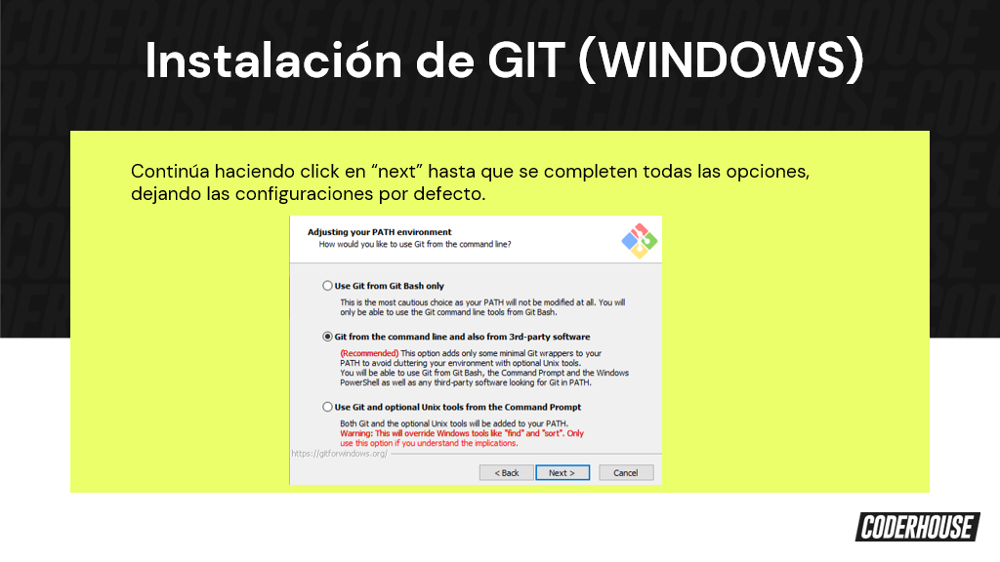 Instalación de GIT (WINDOWS)
Continúa haciendo click en “next” hasta que se completen todas las opciones,
dejando las configuraciones por defecto.
Adjusting your PATH environment
How would you like to use Git from the command line?
Use Git from Git Bash only
This is the most cautious choice as your PATH will not be modified at all. You will
only be able to use the Git command line tools from Git Bash.
Git from the command line and also from 3rd-party software
(Recommended) This option adds only some minimal Git wrappers to your
PATH to avoid cluttering your environment with optional Unix tools.
You will be able to use Git from Git Bash, the Command Prompt and the Windows
PowerShell as well as any third-party software looking for Git in PATH.
Use Git and optional Unix tools from the Command Prompt
Both Git and the optional Unix tools will be added to your PATH.
Warning: This will override Windows tools like "find" and "sort". Only
use this option if you understand the implications.
https://gitforwindows.org/
< Back Next > Cancel
CODERHOUSE